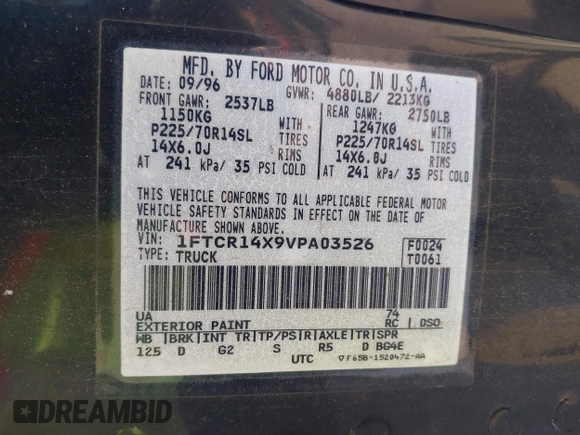 MFD. BY FORD MOTOR CO. IN U.S.A.
DATE: 09/96 GVWR: 4880LB/ 2213KG
FRONT GAWR: 2537LB REAR GAWR: 2750LB
1150KG WITH 1247KG WITH
P225/70R14SL TIRES P225/70R14SL TIRES
14X6.0J RIMS 14X6.0J RIMS
AT 241 kPa/ 35 PSI COLD AT 241 kPa/ 35 PSI COLD
THIS VEHICLE CONFORMS TO ALL APPLICABLE FEDERAL MOTOR
VEHICLE SAFETY STANDARDS IN EFFECT ON THE DATE OF
MANUFACTURE SHOWN ABOVE.
VIN: 1FTCR14X9VPA03526 F0024
TYPE: TRUCK T0061
UA 74
EXTERIOR PAINT RC DSO
WB BRK INT TR TP/PS R AXLE TR SPR
125 D G2 S R5 D BG4E
UTC ▽F65B-1520472-AA
DREAMBID